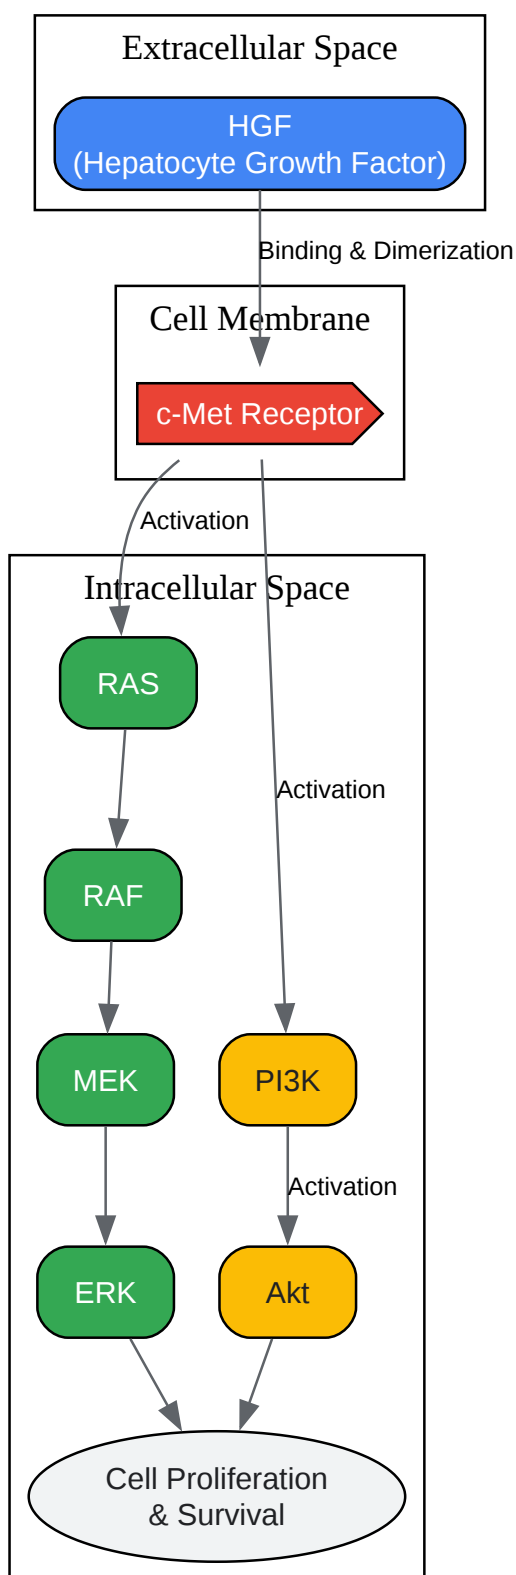 Extracellular Space
HGF
(Hepatocyte Growth Factor)
Binding & Dimerization
Cell Membrane
c-Met Receptor
Activation
Intracellular Space
RAS
Activation
RAF
MEK
PI3K
Activation
ERK
Akt
Cell Proliferation
& Survival